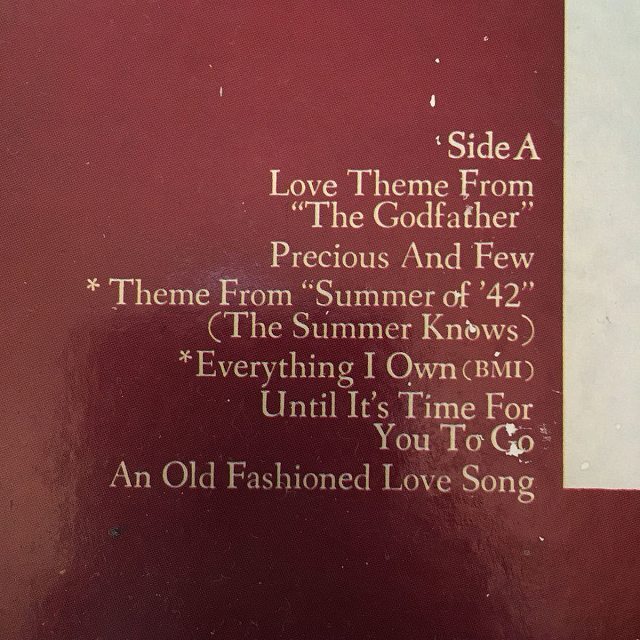 Side A
Love Theme From
“The Godfather”
Precious And Few
* Theme From “Summer of ’42”
(The Summer Knows)
*Everything I Own (BMI)
Until It’s Time For
You To Go
An Old Fashioned Love Song